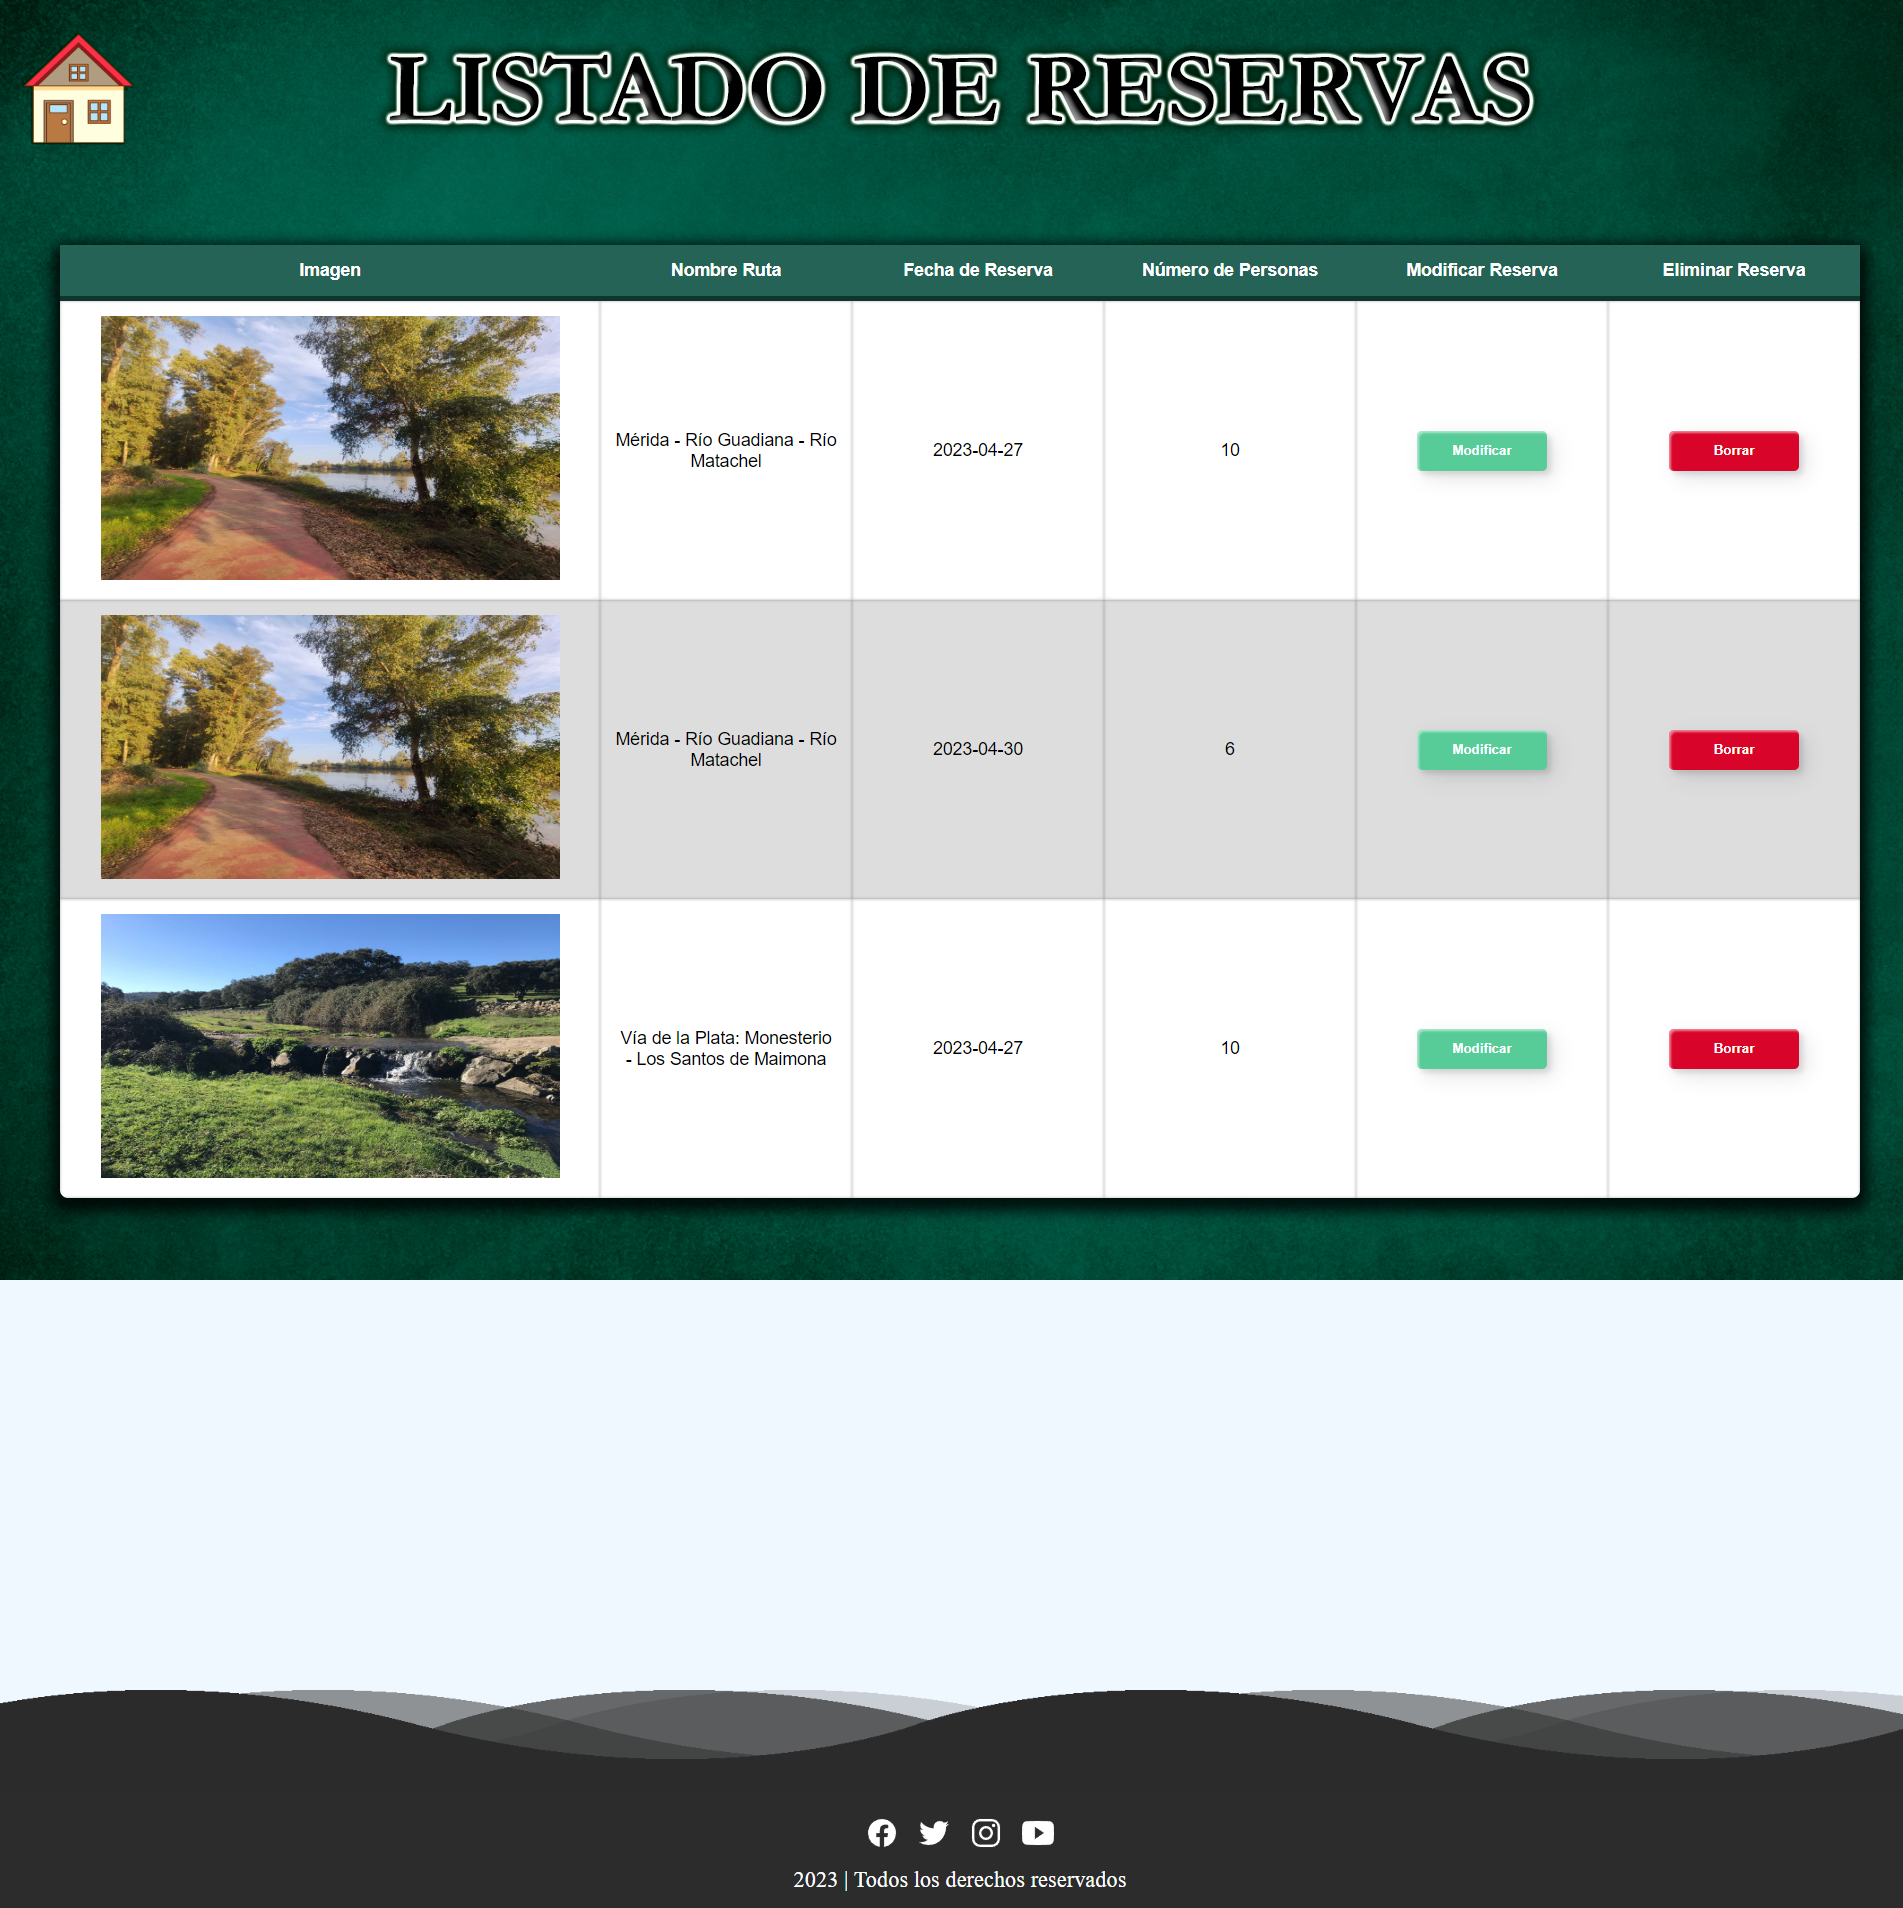 LISTADO DE RESERVAS
Imagen Nombre Ruta Fecha de Reserva Número de Personas Modificar Reserva Eliminar Reserva
Mérida - Río Guadiana - Río
Matachel
2023-04-27
10
Modificar
Borrar
Mérida - Río Guadiana - Río
Matachel
2023-04-30
6
Modificar
Borrar
Vía de la Plata: Monesterio
- Los Santos de Maimona
2023-04-27
10
Modificar
Borrar
2023 | Todos los derechos reservados